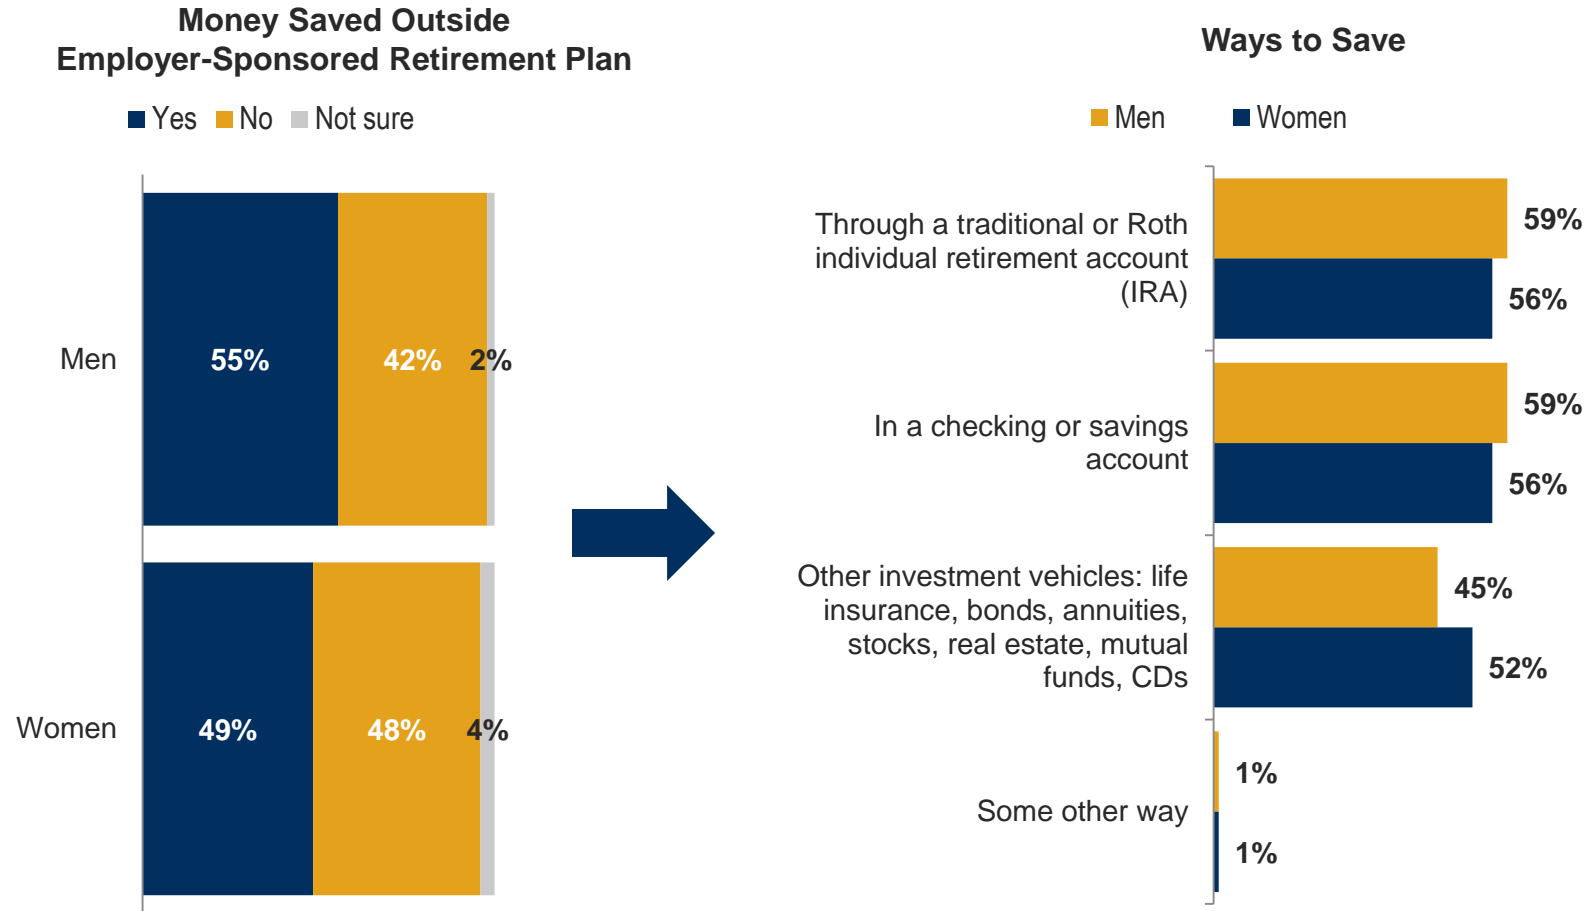 Money Saved Outside
Employer-Sponsored Retirement Plan
Yes No Not sure
Men
55% 42% 2%
Women
49% 48% 4%
Ways to Save
Men Women
Through a traditional or Roth
individual retirement account
(IRA)
59%
56%
In a checking or savings
account
59%
56%
Other investment vehicles: life
insurance, bonds, annuities,
stocks, real estate, mutual
funds, CDs
45%
52%
Some other way
1%
1%